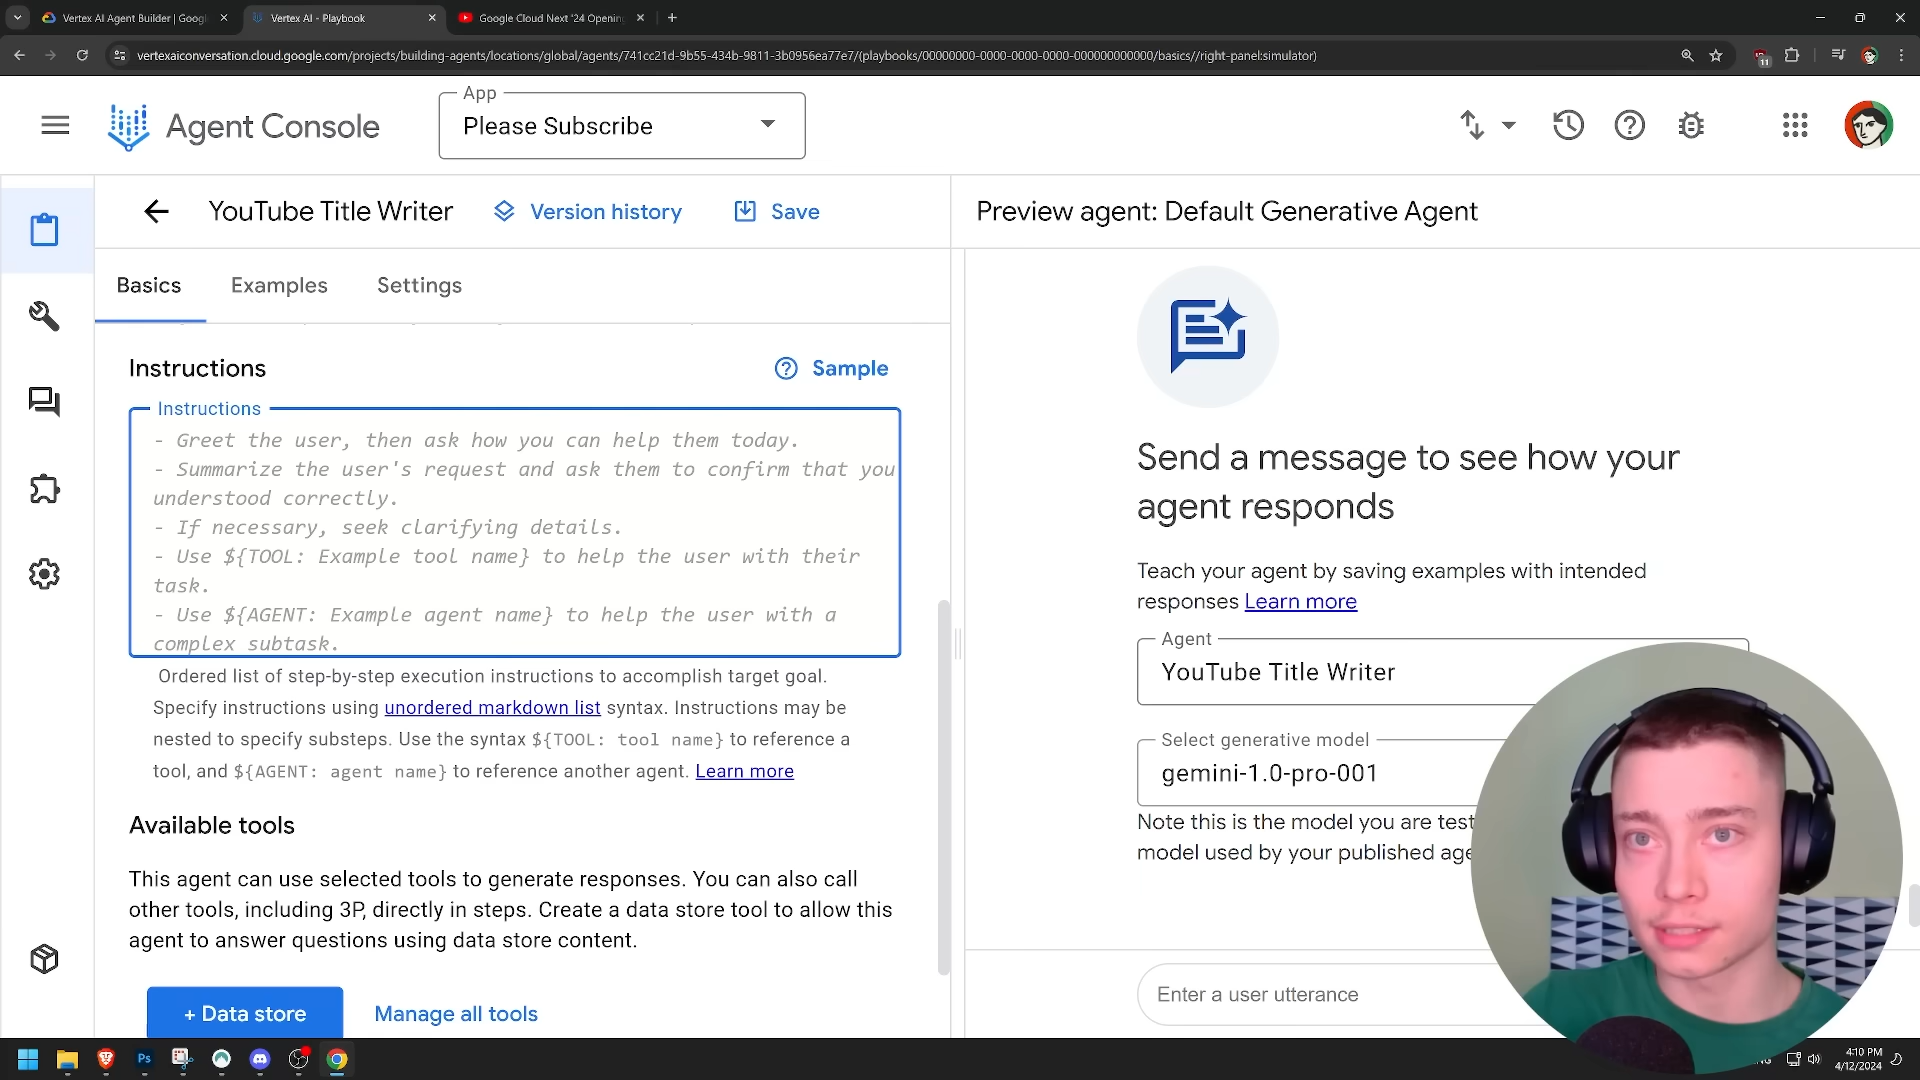 Vertex AI Agent Builder | Googl
Vertex AI - Playbook
Google Cloud Next '24 Opening
vertexaiconversation.cloud.google.com/projects/building-agents/locations/global/agents/741cc21d-9b55-434b-9811-3b0956ea77e7/(playbooks/00000000-0000-0000-0000-000000000000/basics//right-panel:simulator)
11
Agent Console
App
Please Subscribe
YouTube Title Writer
Version history
Save
Preview agent: Default Generative Agent
Basics
Examples
Settings
Instructions
Sample
Instructions
- Greet the user, then ask how you can help them today.
- Summarize the user's request and ask them to confirm that you
understood correctly.
- If necessary, seek clarifying details.
- Use ${TOOL: Example tool name} to help the user with their
task.
- Use ${AGENT: Example agent name} to help the user with a
complex subtask.
Ordered list of step-by-step execution instructions to accomplish target goal.
Specify instructions using unordered markdown list syntax. Instructions may be
nested to specify substeps. Use the syntax ${TOOL: tool name} to reference a
tool, and ${AGENT: agent name} to reference another agent. Learn more
Available tools
This agent can use selected tools to generate responses. You can also call
other tools, including 3P, directly in steps. Create a data store tool to allow this
agent to answer questions using data store content.
+ Data store
Manage all tools
Send a message to see how your
agent responds
Teach your agent by saving examples with intended
responses Learn more
Agent
YouTube Title Writer
Select generative model
gemini-1.0-pro-001
Note this is the model you are test
model used by your published age
Enter a user utterance
Ps
4:10 PM
4/12/2024